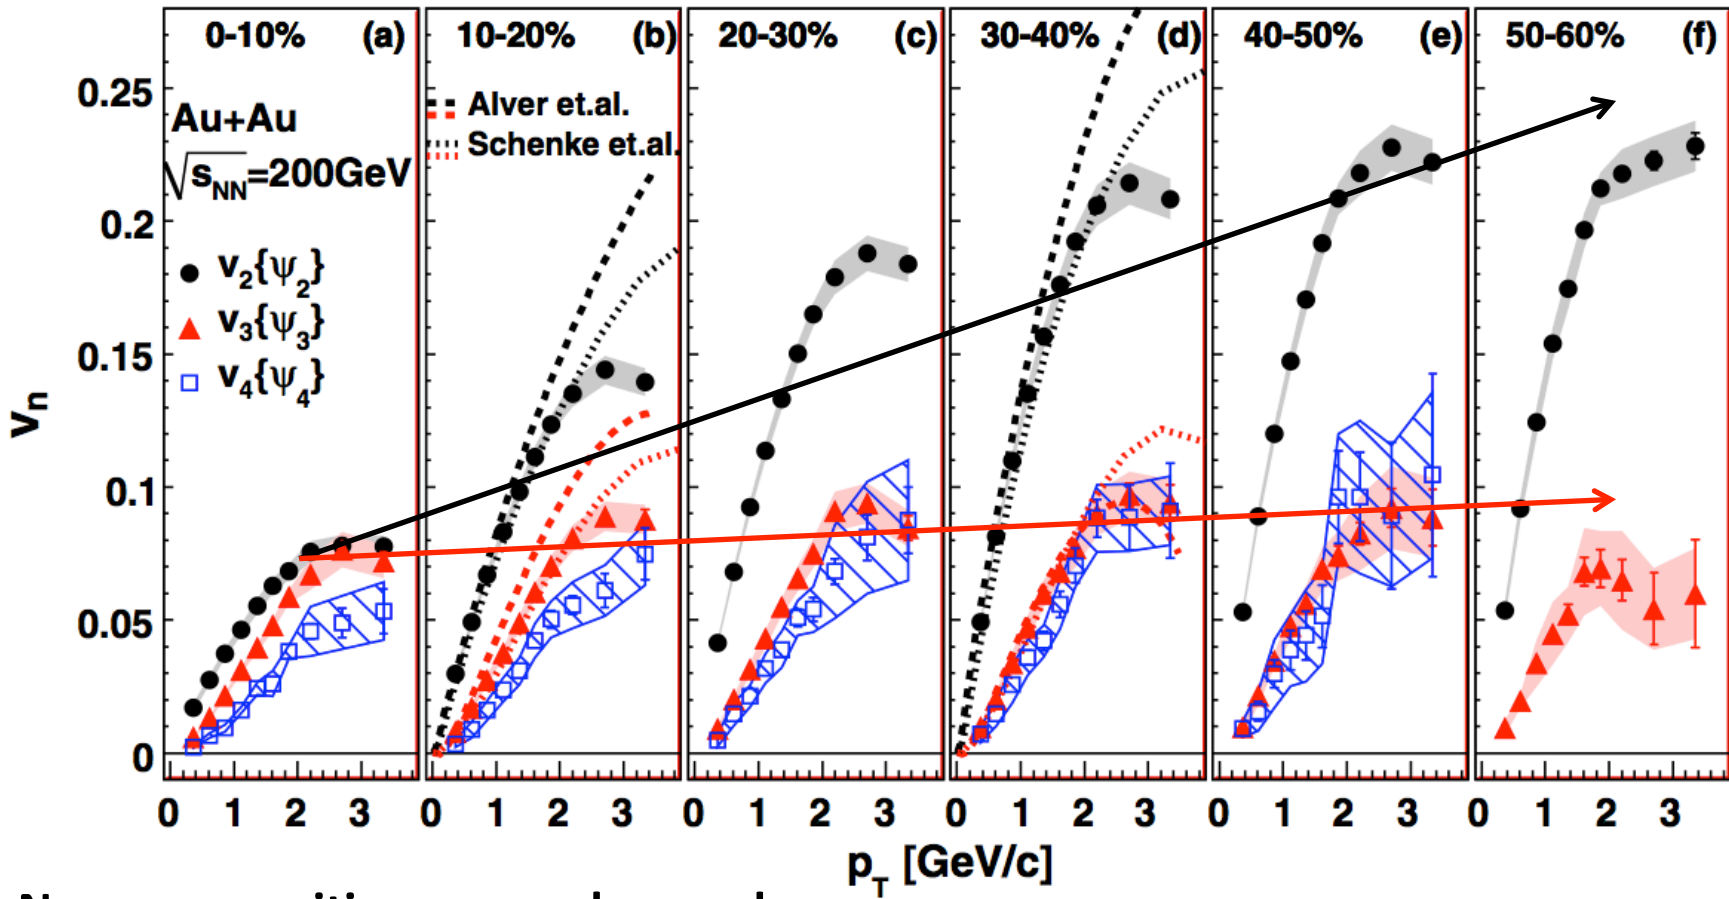 0-10% (a) 10-20% (b) 20-30% (c) 30-40% (d) 40-50% (e) 50-60% (f)
Au+Au
√sNN=200GeV
Alver et.al.
Schenke et.al.
v2{ψ2}
v3{ψ3}
v4{ψ4}
vn
0.25
0.2
0.15
0.1
0.05
0
0 1 2 3 0 1 2 3 0 1 2 3 0 1 2 3 0 1 2 3 0 1 2 3
pT [GeV/c]